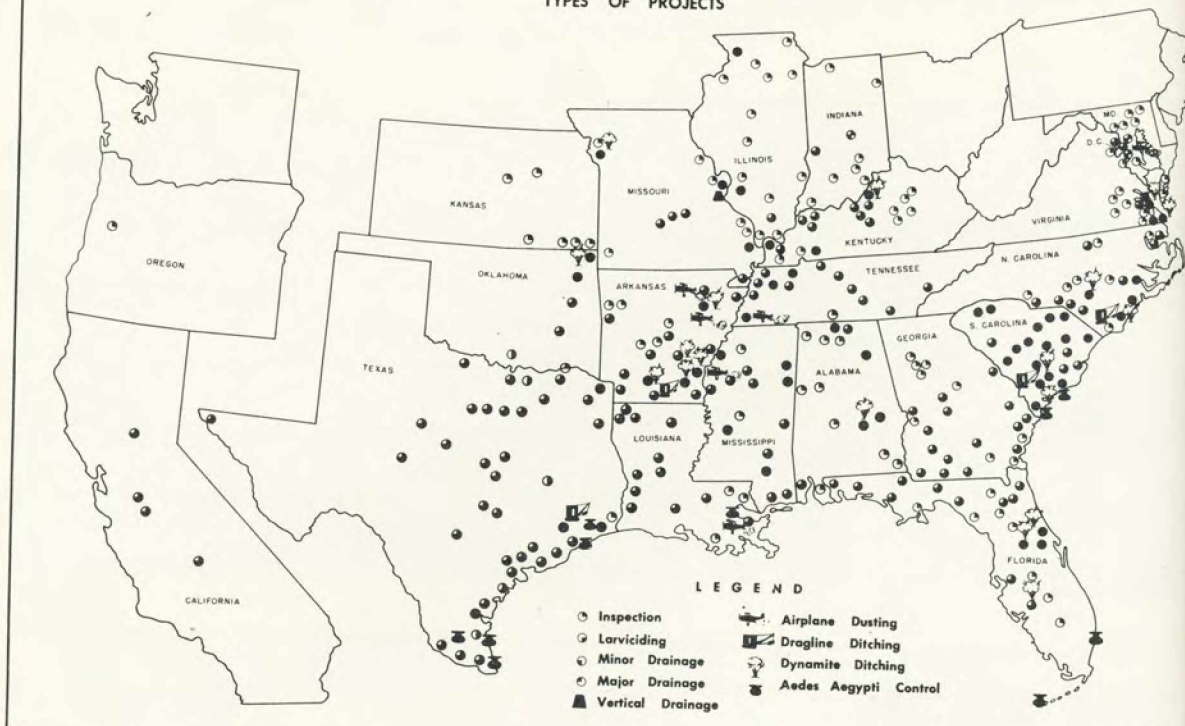 TYPES OF PROJECTS
MD.
INDIANA
D.C.
ILLINOIS
MISSOURI
KANSAS
VIRGINIA
KENTUCKY
OREGON
N. CAROLINA
TENNESSEE
OKLAHOMA
ARKANSAS
S. CAROLINA
GEORGIA
TEXAS
ALABAMA
LOUISIANA
MISSISSIPPI
FLORIDA
CALIFORNIA
LEGEND
Inspection
Larviciding
Minor Drainage
Major Drainage
Vertical Drainage
Airplane Dusting
Dragline Ditching
Dynamite Ditching
Aedes Aegypti Control